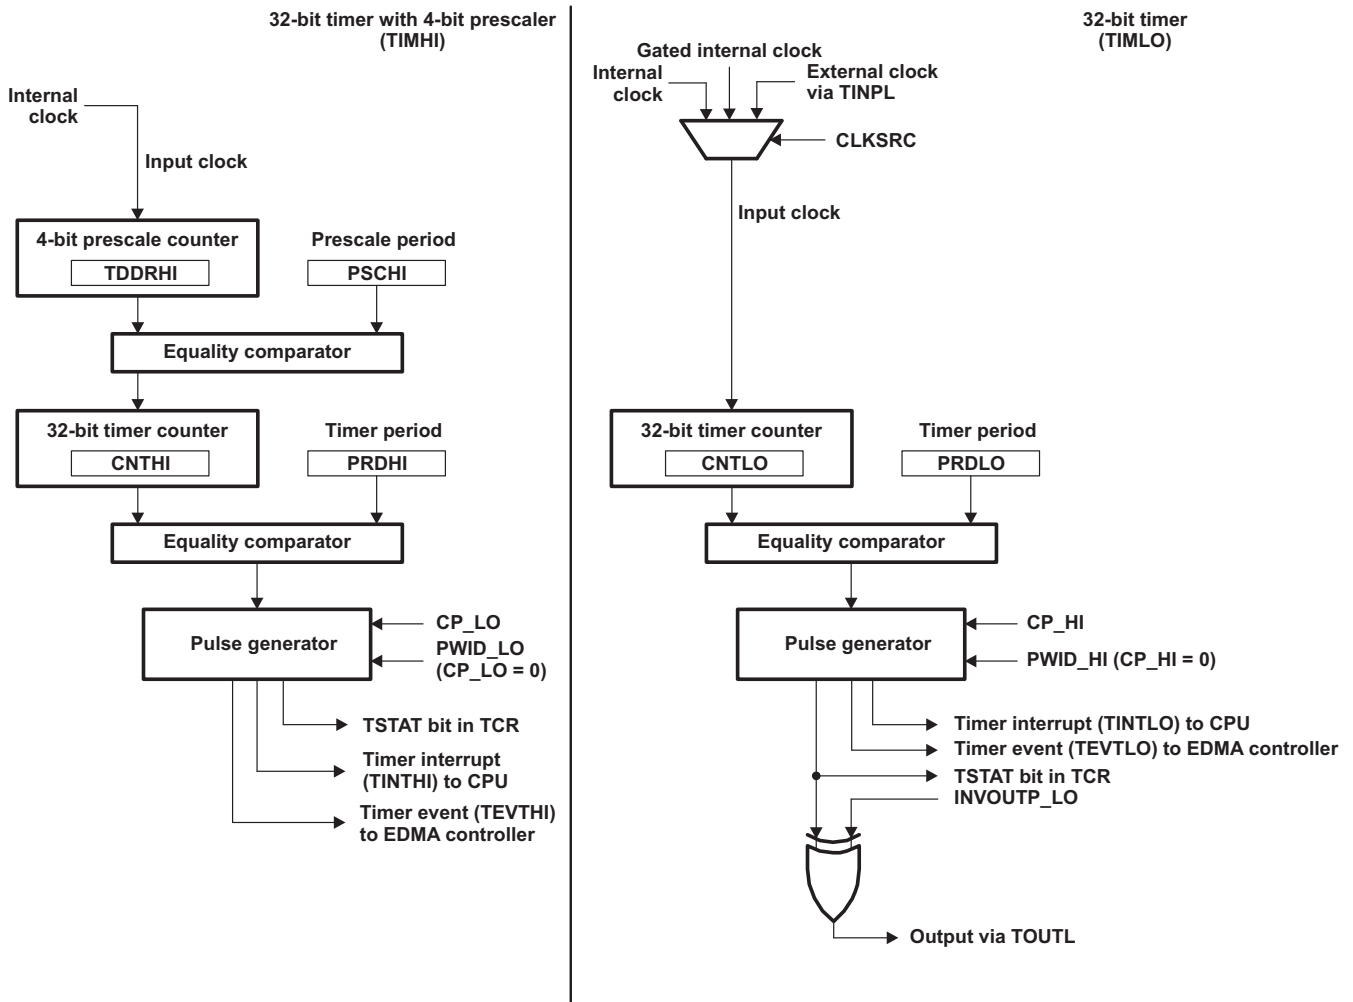 32-bit timer with 4-bit prescaler
(TIMHI)
Internal
clock
Input clock
4-bit prescale counter
TDDRHI
Prescale period
PSCHI
Equality comparator
32-bit timer counter
CNTHI
Timer period
PRDHI
Equality comparator
Pulse generator
CP_LO
PWID_LO
(CP_LO = 0)
TSTAT bit in TCR
Timer interrupt
(TINTHI) to CPU
Timer event (TEVTHI)
to EDMA controller
32-bit timer
(TIMLO)
Gated internal clock
Internal
clock
External clock
via TINPL
CLKSRC
Input clock
32-bit timer counter
CNTLO
Timer period
PRDLO
Equality comparator
Pulse generator
CP_HI
PWID_HI (CP_HI = 0)
Timer interrupt (TINTLO) to CPU
Timer event (TEVTLO) to EDMA controller
TSTAT bit in TCR
INVOUTP_LO
Output via TOUTL